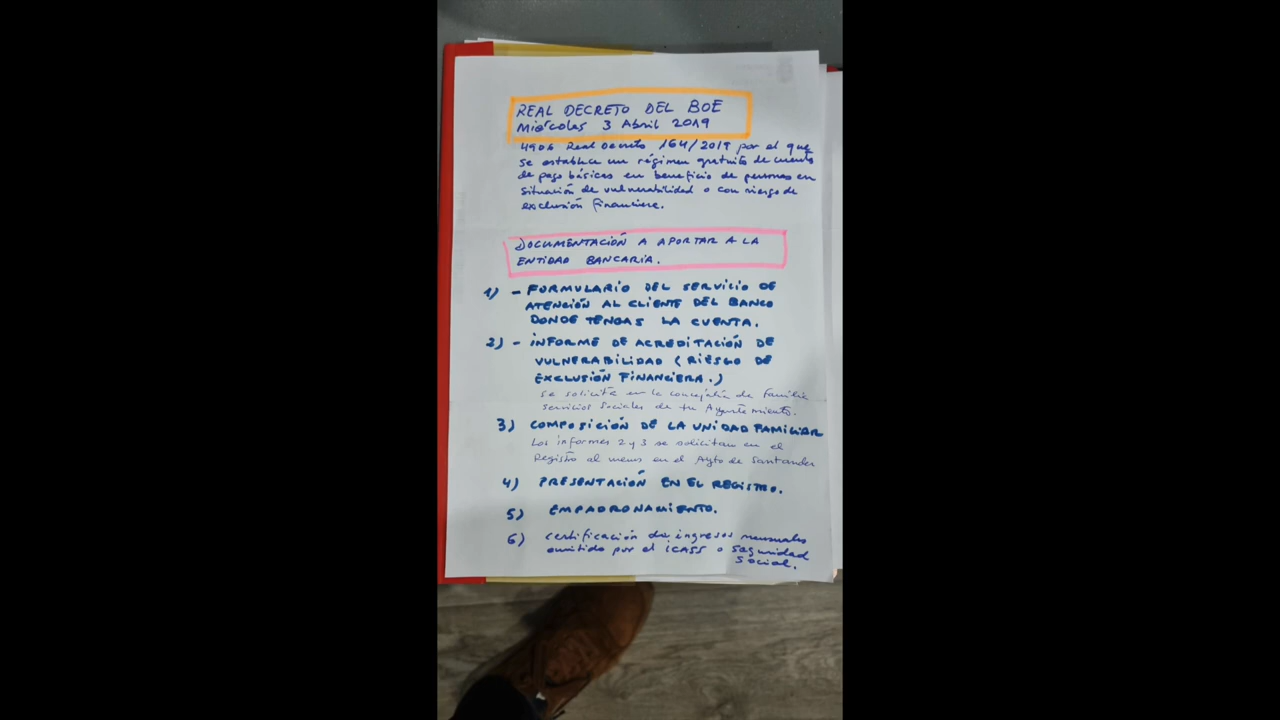 REAL DECRETO DEL BOE
Miércoles 3 Abril 2019
4906 Real Decreto 164/2019 por el que
se establece un régimen gratuito de cuentas
de pago básicas en beneficio de personas en
situación de vulnerabilidad o con riesgo de
exclusión financiera.
DOCUMENTACIÓN A APORTAR A LA
ENTIDAD BANCARIA.
1) - FORMULARIO DEL SERVICIO DE
ATENCIÓN AL CLIENTE DEL BANCO
DONDE TENGAS LA CUENTA.
2) - INFORME DE ACREDITACIÓN DE
VULNERABILIDAD (RIESGO DE
EXCLUSIÓN FINANCIERA.)
se solicita en la concejalía de Familia
servicios sociales de tu Ayuntamiento.
3) COMPOSICIÓN DE LA UNIDAD FAMILIAR
Los informes 2 y 3 se solicitan en el
Registro al menos en el Ayto de Santander
4) PRESENTACIÓN EN EL REGISTRO.
5) EMPADRONAMIENTO.
6) certificación de ingresos mensuales
emitido por el ICASS o seguridad
social.